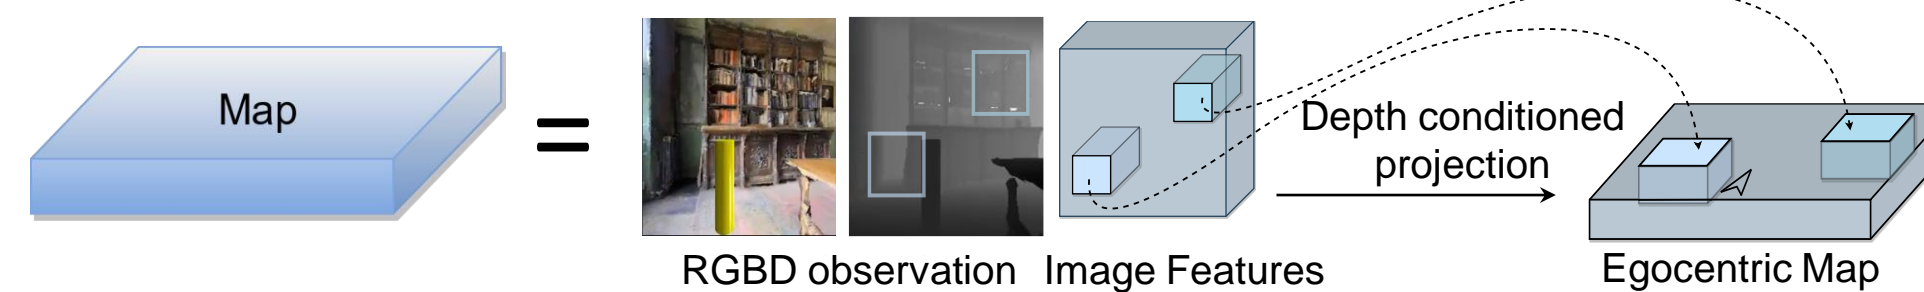 Map
=
Depth conditioned
projection
RGBD observation
Image Features
Egocentric Map